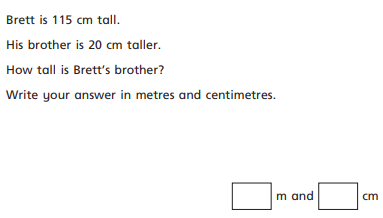 Brett is 115 cm tall.
His brother is 20 cm taller.
How tall is Brett's brother?
Write your answer in metres and centimetres.
m and cm